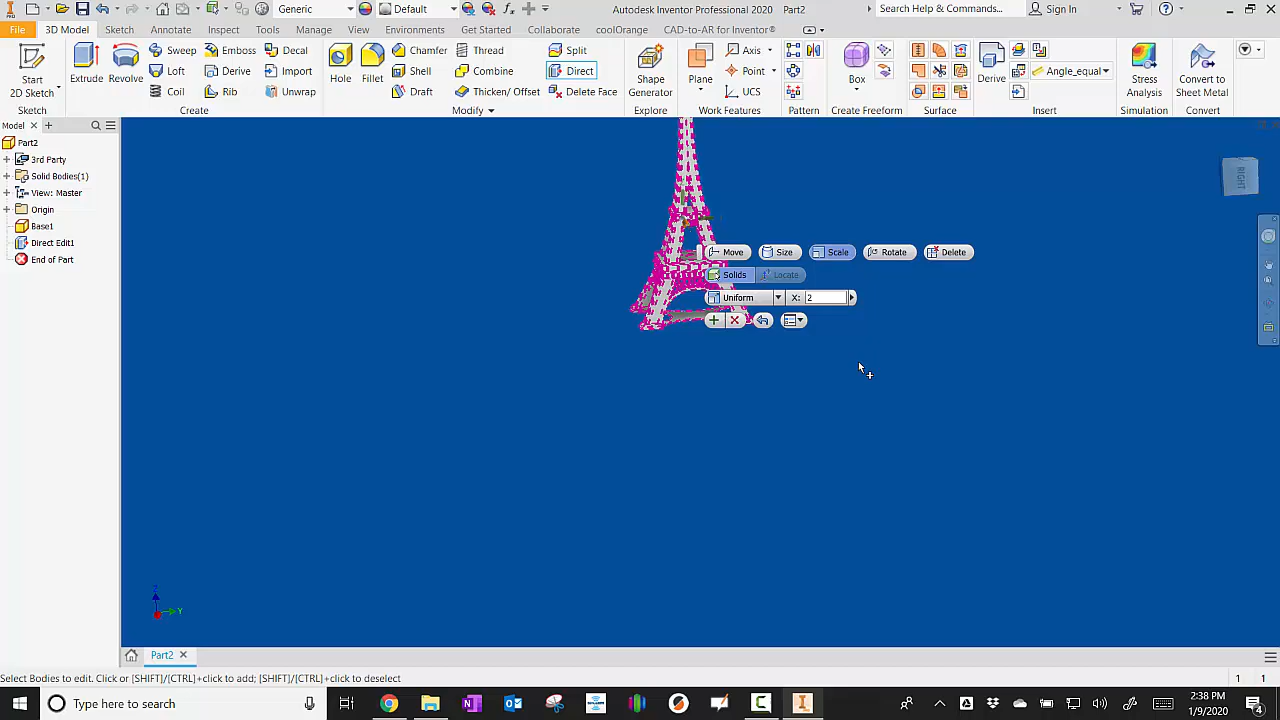 Generic
Default
Autodesk Inventor Professional 2020 Part2
Search Help & Commands...
Sign In
File
3D Model
Sketch
Annotate
Inspect
Tools
Manage
View
Environments
Get Started
Collaborate
coolOrange
CAD-to-AR for Inventor®
Start
2D Sketch
Extrude
Revolve
Sweep
Emboss
Decal
Loft
Derive
Import
Coil
Rib
Unwrap
Hole
Fillet
Chamfer
Thread
Split
Shell
Combine
Direct
Draft
Thicken/ Offset
Delete Face
Shape
Generator
Plane
Axis
Point
UCS
Box
Derive
Angle_equal
Stress
Analysis
Convert to
Sheet Metal
Sketch
Create
Modify
Explore
Work Features
Pattern
Create Freeform
Surface
Insert
Simulation
Convert
Model
Part2
3rd Party
Solid Bodies(1)
View: Master
Origin
Base1
Direct Edit1
End of Part
RIGHT
Move
Size
Scale
Rotate
Delete
Solids
Locate
Uniform
X: 2
Z
Y
Part2
Select Bodies to edit. Click or [SHIFT]/[CTRL]+click to add; [SHIFT]/[CTRL]+click to deselect
1 1
Type here to search
2:38 PM
1/9/2020
4